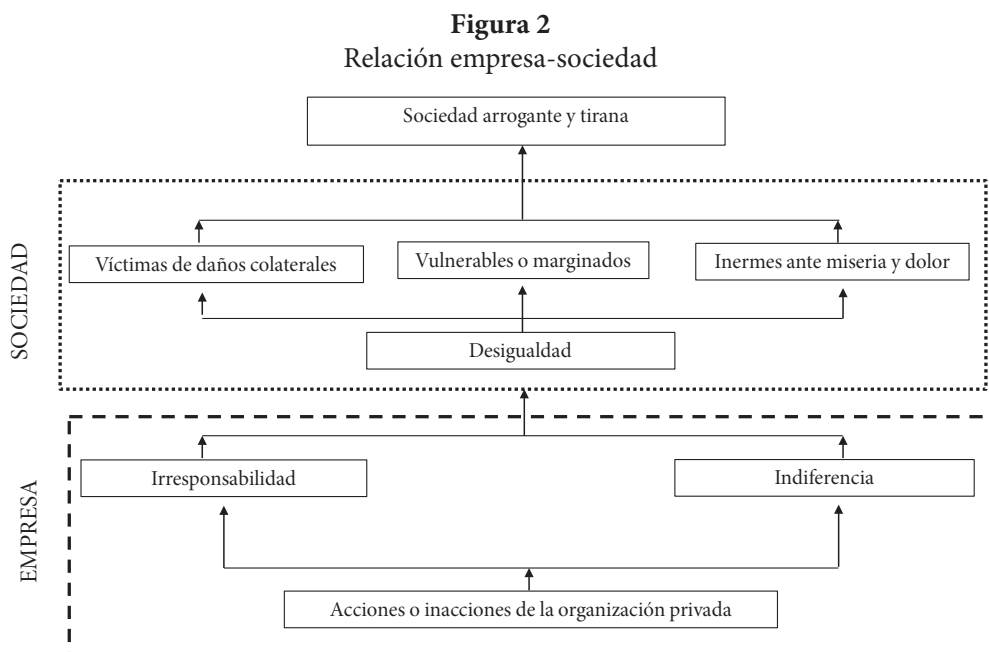 Figura 2
Relación empresa-sociedad
Sociedad arrogante y tirana
SOCIEDAD
Víctimas de daños colaterales
Vulnerables o marginados
Inermes ante miseria y dolor
Desigualdad
EMPRESA
Irresponsabilidad
Indiferencia
Acciones o inacciones de la organización privada